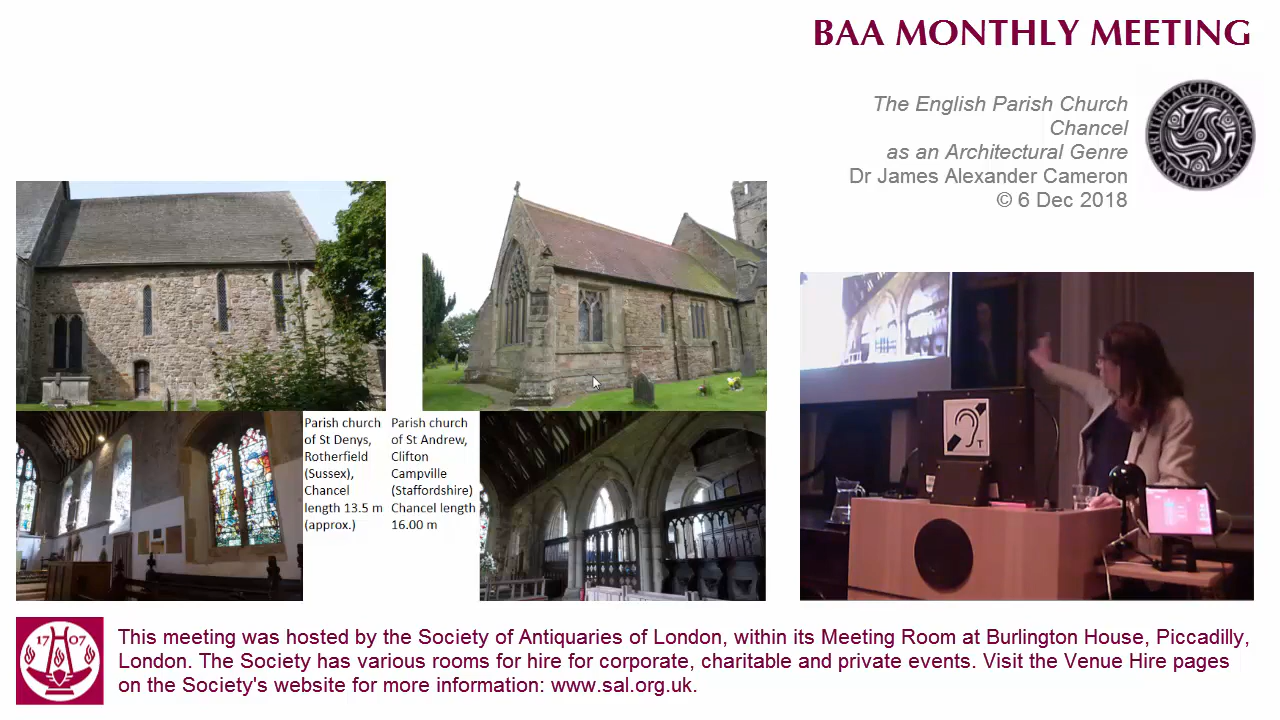 BAA MONTHLY MEETING
The English Parish Church
Chancel
as an Architectural Genre
Dr James Alexander Cameron
© 6 Dec 2018
BRITISH·ARCHÆOLOGICAL·ASSOCIATION·
Parish church
of St Denys,
Rotherfield
(Sussex),
Chancel
length 13.5 m
(approx.)
Parish church
of St Andrew,
Clifton
Campville
(Staffordshire)
Chancel length
16.00 m
T
1707
This meeting was hosted by the Society of Antiquaries of London, within its Meeting Room at Burlington House, Piccadilly,
London. The Society has various rooms for hire for corporate, charitable and private events. Visit the Venue Hire pages
on the Society's website for more information: www.sal.org.uk.